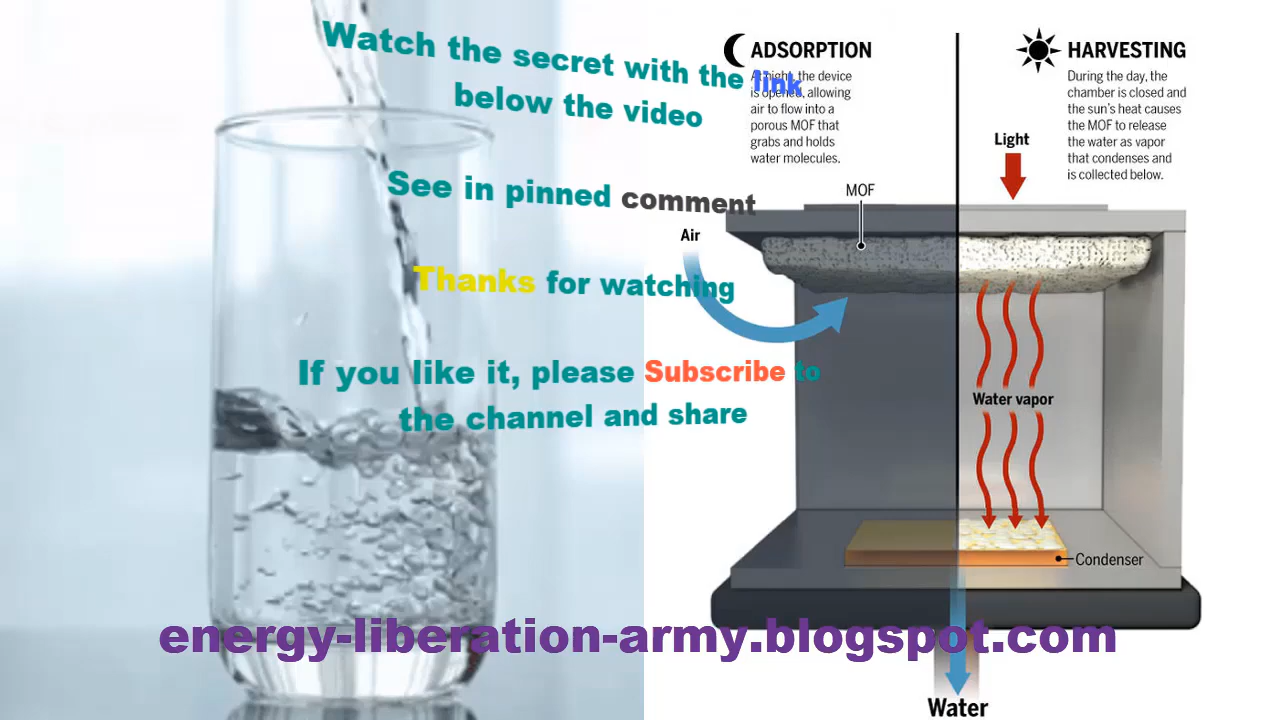 Watch the secret with the link
below the video
See in pinned comment
Thanks for watching
If you like it, please Subscribe to
the channel and share
energy-liberation-army.blogspot.com
ADSORPTION
At night, the device
is opened, allowing
air to flow into a
porous MOF that
grabs and holds
water molecules.
HARVESTING
During the day, the
chamber is closed and
the sun's heat causes
the MOF to release
the water as vapor
that condenses and
is collected below.
Light
MOF
Air
Water vapor
Condenser
Water